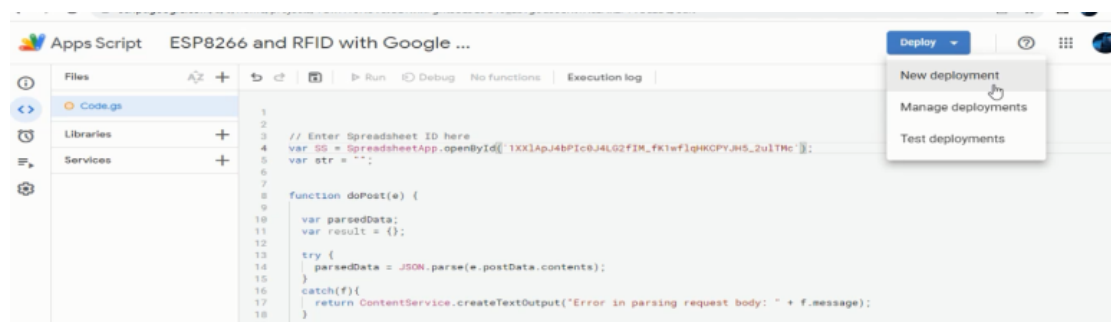 Apps Script
ESP8266 and RFID with Google ...
Deploy
Files
AZ
Run
Debug
No functions
Execution log
New deployment
Manage deployments
Test deployments
Code.gs
Libraries
Services
1
2
3 // Enter Spreadsheet ID here
4 var SS = SpreadsheetApp.openById(
5 var str = "";
6
7
8 function doPost(e) {
9
10 var parsedData;
11 var result = {};
12
13 try {
14 parsedData = JSON.parse(e.postData.contents);
15 }
16 catch(f){
17 return ContentService.createTextOutput("Error in parsing request body: " + f.message);
18 }